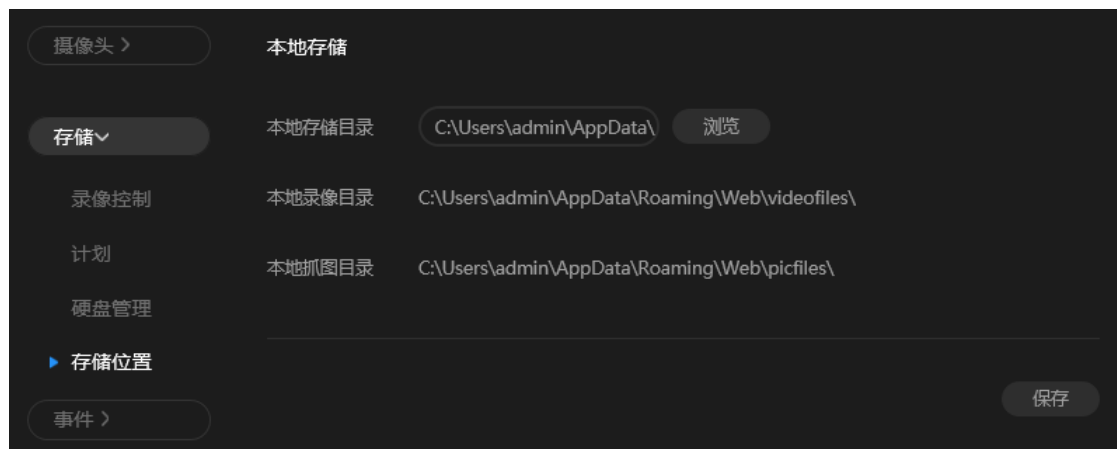 摄像头
本地存储
存储
本地存储目录 C:\Users\admin\AppData\ 浏览
录像控制 本地录像目录 C:\Users\admin\AppData\Roaming\Web\videofiles\
计划
本地抓图目录 C:\Users\admin\AppData\Roaming\Web\picfiles\
硬盘管理
存储位置
保存
事件